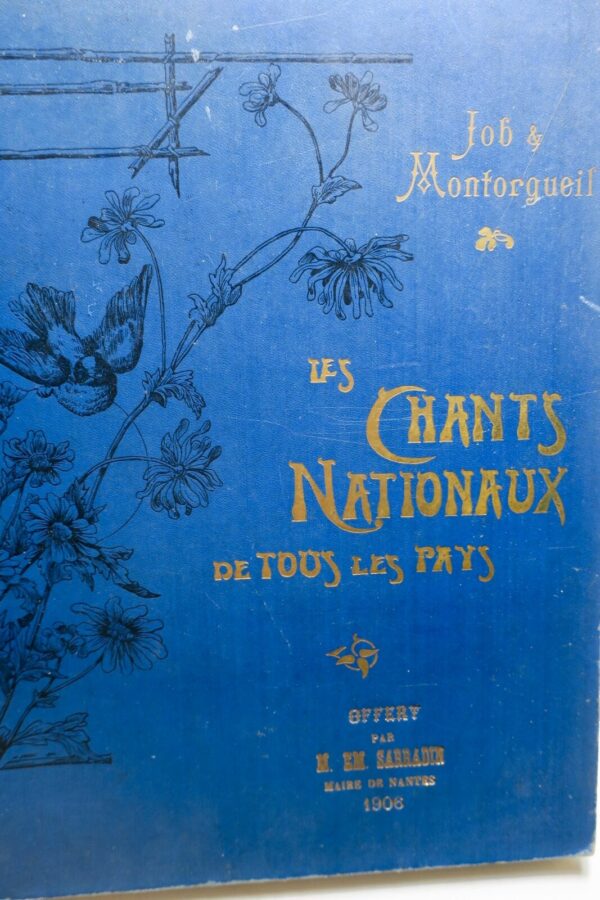 Job &
Montorgueil
LES
CHANTS
NATIONAUX
DE TOUS LES PAYS
OFFERT
PAR
M. EM. SARRADIN
MAIRE DE NANTES
1906